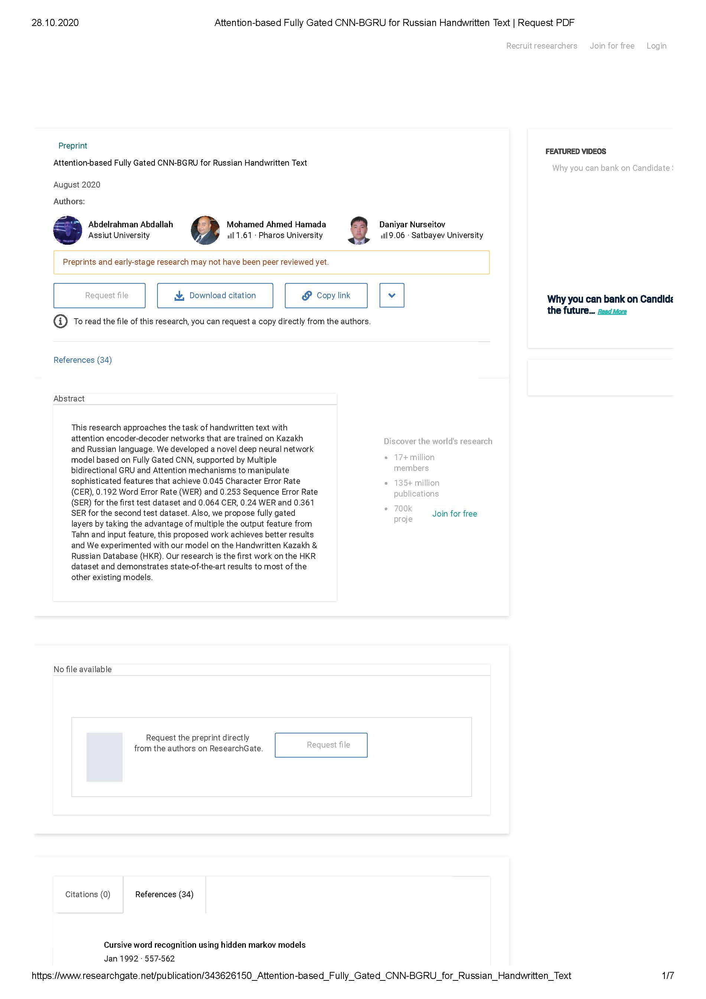 28.10.2020
Attention-based Fully Gated CNN-BGRU for Russian Handwritten Text | Request PDF
Recruit researchers
Join for free
Login
Preprint
Attention-based Fully Gated CNN-BGRU for Russian Handwritten Text
August 2020
Authors:
Abdelrahman Abdallah
Assiut University
Mohamed Ahmed Hamada
1.61 · Pharos University
Daniyar Nurseitov
9.06 · Satbayev University
Preprints and early-stage research may not have been peer reviewed yet.
Request file
Download citation
Copy link
To read the file of this research, you can request a copy directly from the authors.
References (34)
Abstract
This research approaches the task of handwritten text with
attention encoder-decoder networks that are trained on Kazakh
and Russian language. We developed a novel deep neural network
model based on Fully Gated CNN, supported by Multiple
bidirectional GRU and Attention mechanisms to manipulate
sophisticated features that achieve 0.045 Character Error Rate
(CER), 0.192 Word Error Rate (WER) and 0.253 Sequence Error Rate
(SER) for the first test dataset and 0.064 CER, 0.24 WER and 0.361
SER for the second test dataset. Also, we propose fully gated
layers by taking the advantage of multiple the output feature from
Tahn and input feature, this proposed work achieves better results
and We experimented with our model on the Handwritten Kazakh &
Russian Database (HKR). Our research is the first work on the HKR
dataset and demonstrates state-of-the-art results to most of the
other existing models.
Discover the world's research
17+ million
members
135+ million
publications
700k
proje
Join for free
FEATURED VIDEOS
Why you can bank on Candidate
Why you can bank on Candida
the future... Read More
No file available
Request the preprint directly
from the authors on ResearchGate.
Request file
Citations (0)
References (34)
Cursive word recognition using hidden markov models
Jan 1992 · 557-562
https://www.researchgate.net/publication/343626150_Attention-based_Fully_Gated_CNN-BGRU_for_Russian_Handwritten_Text
1/7